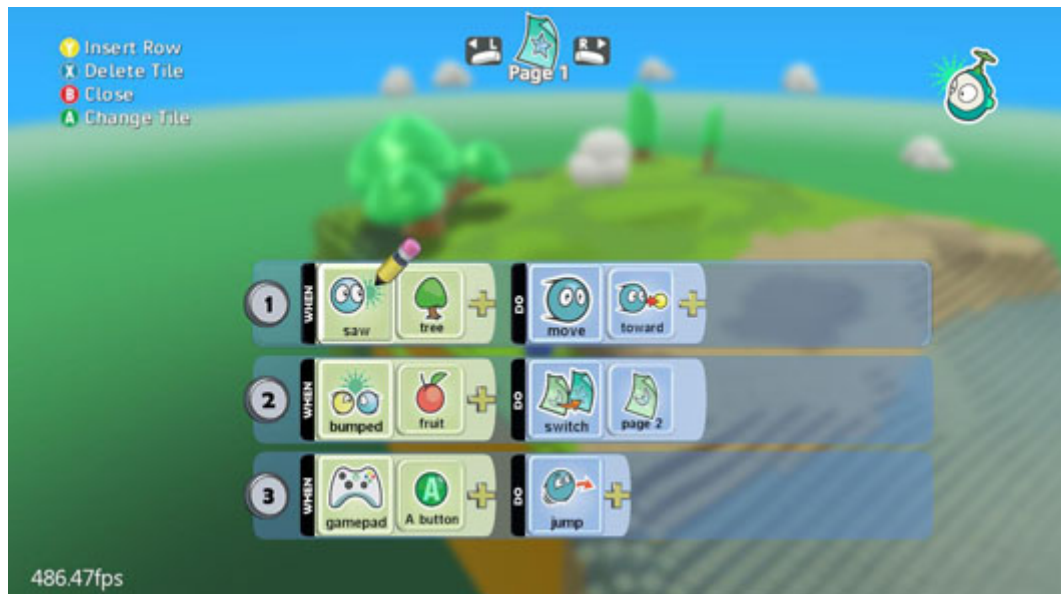 Y Insert Row
X Delete Tile
B Close
A Change Tile
L R
Page 1
1 WHEN saw tree DO move toward
2 WHEN bumped fruit DO switch page 2
3 WHEN gamepad A A button DO jump
486.47fps